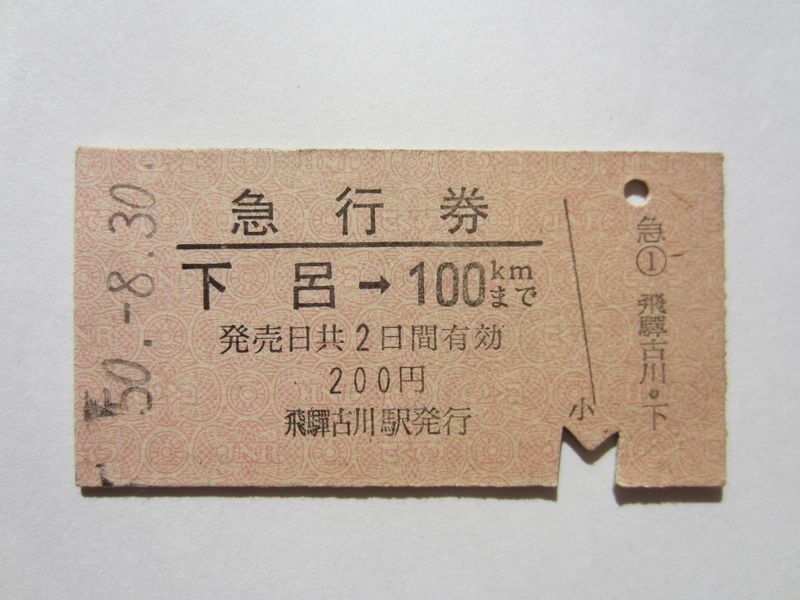 50.-8.30.
急行券
下呂→100kmまで
発売日共2日間有効
200円
飛驒古川駅発行
小
急①飛驒古川・下